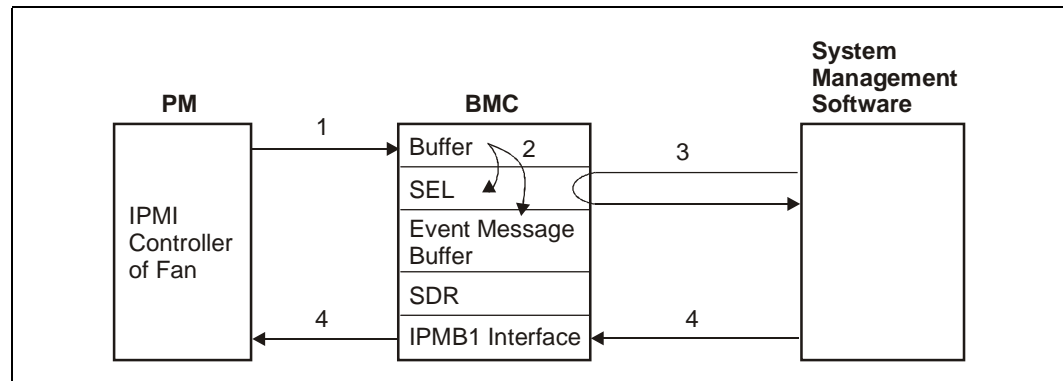 System
Management
Software
PM
BMC
1
Buffer
2
3
SEL
IPMI
Controller
of Fan
Event Message
Buffer
SDR
4
IPMB1 Interface
4